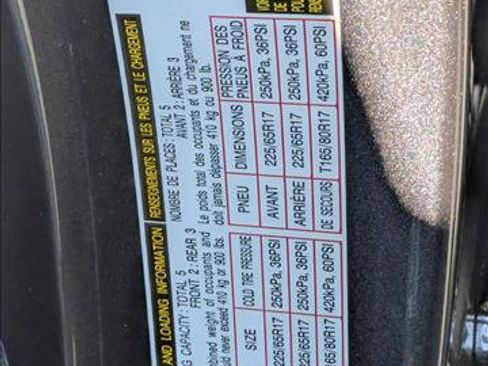 AND LOADING INFORMATION RENSEIGNEMENTS SUR LES PNEUS ET LE CHARGEMENT
CAPACITY: TOTAL 5
FRONT 2 : REAR 3
weight of occupants and
never exceed 410 kg or 900 lbs.
NOMBRE DE PLACES: TOTAL 5
AVANT 2 : ARRIÈRE 3
Le poids total des occupants et du chargement ne
doit jamais dépasser 410 kg ou 900 lb.
SIZE COLD TIRE PRESSURE
225/65R17 250kPa, 36PSI
225/65R17 250kPa, 36PSI
165/80R17 420kPa, 60PSI
PNEU DIMENSIONS PRESSION DES
PNEUS À FROID
AVANT 225/65R17 250kPa, 36PSI
ARRIÈRE 225/65R17 250kPa, 36PSI
DE SECOURS T165/80R17 420kPa, 60PSI
VOIR
DE